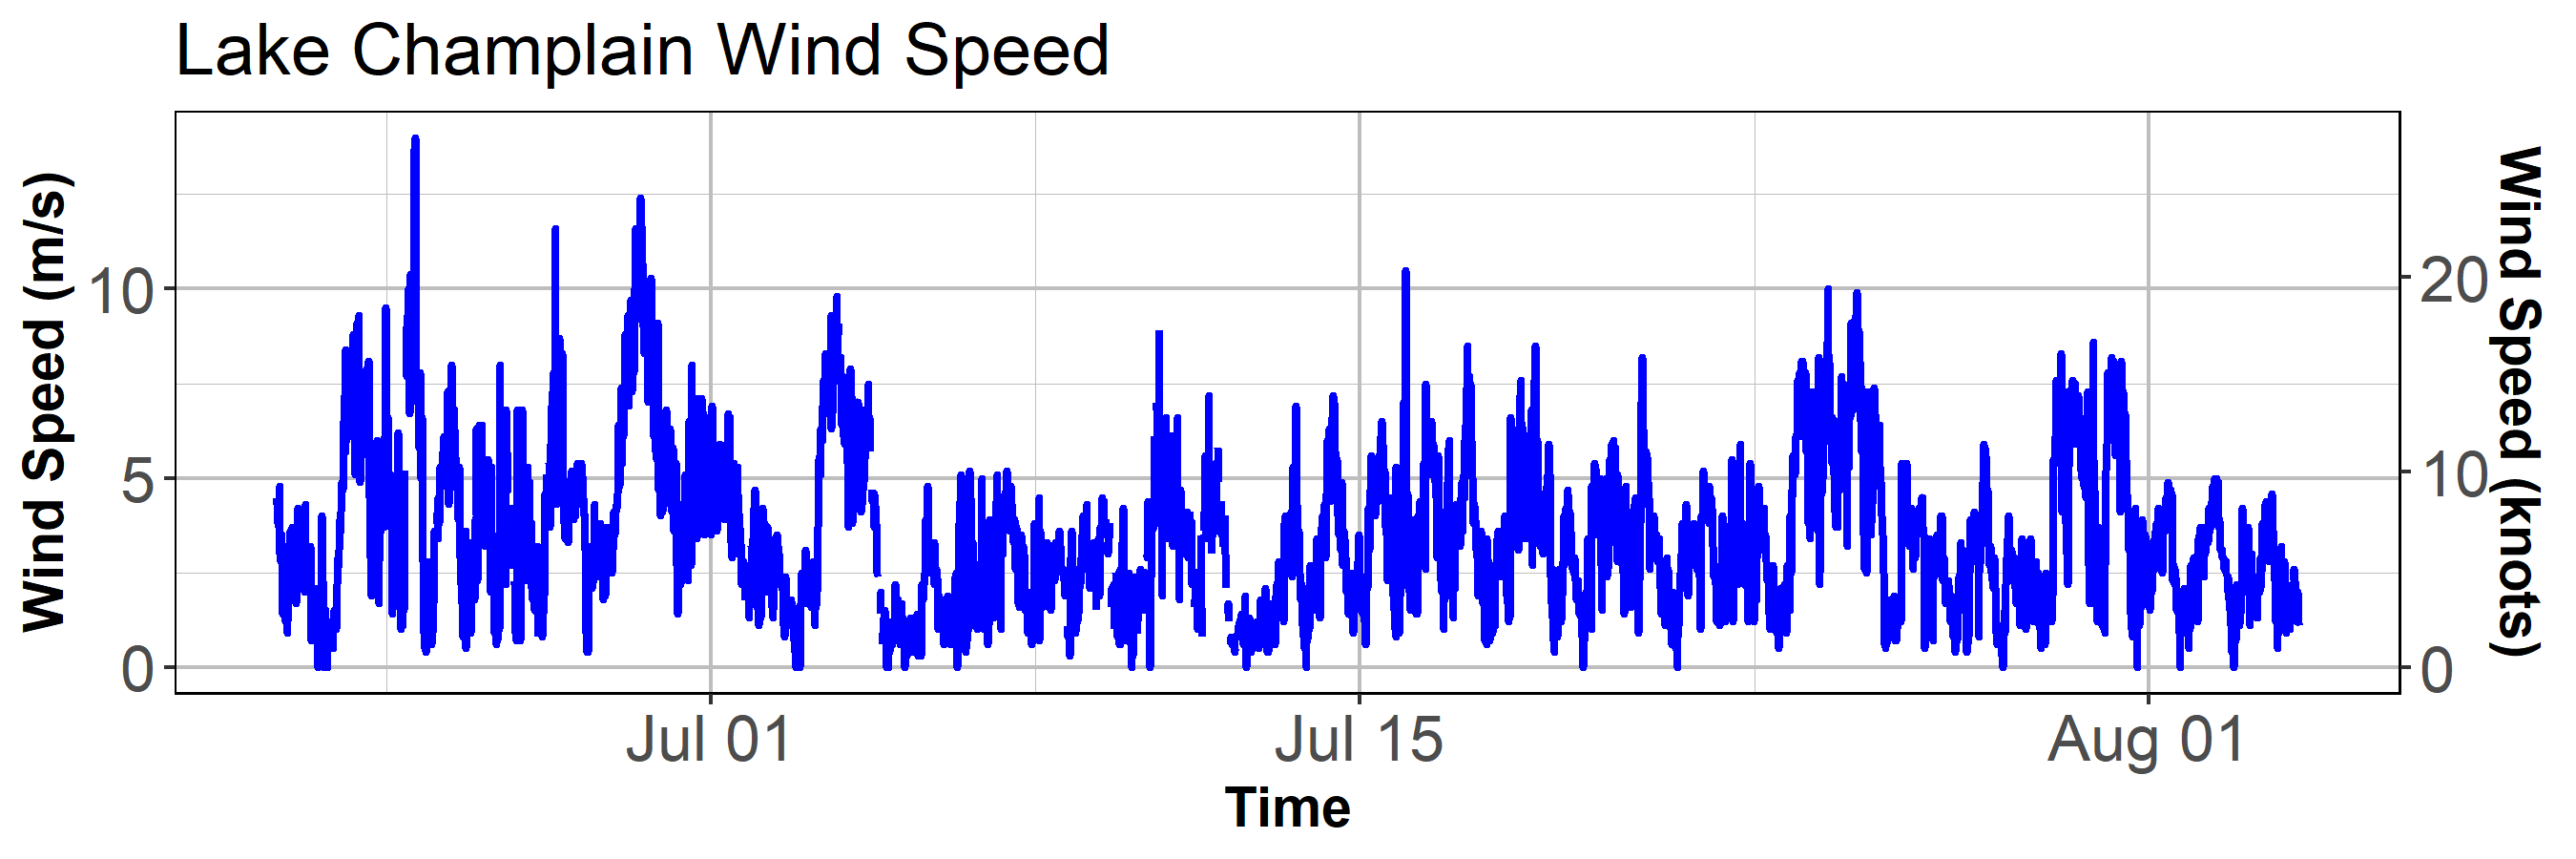 Lake Champlain Wind Speed
Wind Speed (m/s)
10
5
0
20
10
0
Wind Speed (knots)
Jul 01
Jul 15
Aug 01
Time